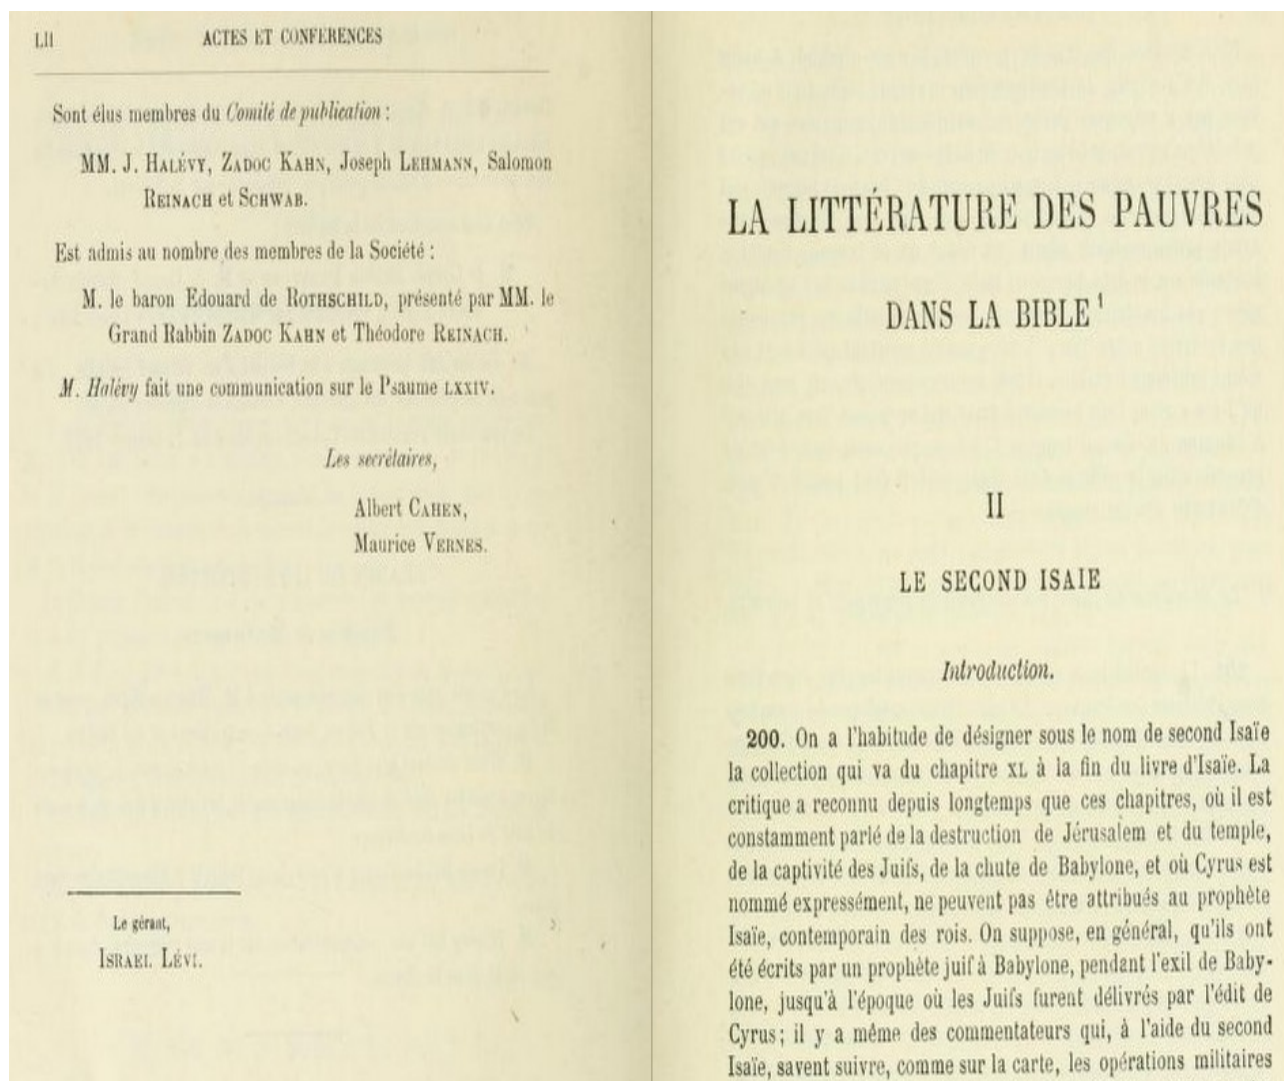 LII ACTES ET CONFERENCES
Sont élus membres du Comité de publication :
MM. J. HALÉVY, ZADOC KAHN, Joseph LEHMANN, Salomon
REINACH et SCHWAB.
Est admis au nombre des membres de la Société :
M. le baron Edouard de ROTHSCHILD, présenté par MM. le
Grand Rabbin ZADOC KAHN et Théodore REINACH.
M. Halévy fait une communication sur le Psaume LXXIV.
Les secrétaires,
Albert CAHEN,
Maurice VERNES.
Le gérant,
ISRAEL LÉVI.
LA LITTÉRATURE DES PAUVRES
DANS LA BIBLE¹
II
LE SECOND ISAIE
Introduction.
200. On a l'habitude de désigner sous le nom de second Isaïe
la collection qui va du chapitre XL à la fin du livre d'Isaïe. La
critique a reconnu depuis longtemps que ces chapitres, où il est
constamment parlé de la destruction de Jérusalem et du temple,
de la captivité des Juifs, de la chute de Babylone, et où Cyrus est
nommé expressément, ne peuvent pas être attribués au prophète
Isaïe, contemporain des rois. On suppose, en général, qu'ils ont
été écrits par un prophète juif à Babylone, pendant l'exil de Baby-
lone, jusqu'à l'époque où les Juifs furent délivrés par l'édit de
Cyrus; il y a même des commentateurs qui, à l'aide du second
Isaïe, savent suivre, comme sur la carte, les opérations militaires